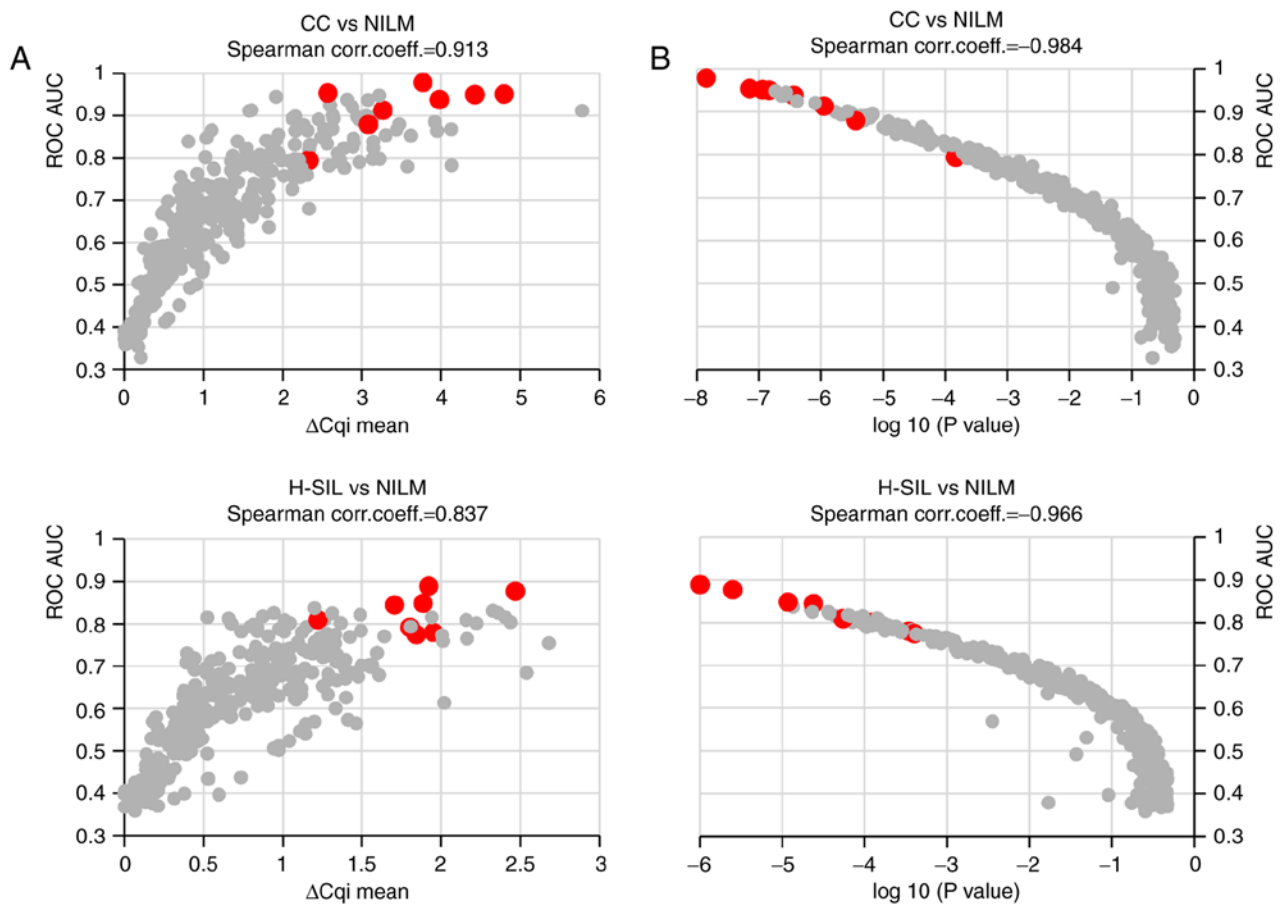 A
CC vs NILM
Spearman corr.coeff.=0.913
ROC AUC
1
0.9
0.8
0.7
0.6
0.5
0.4
0.3
0 1 2 3 4 5 6
ΔCqi mean
B
CC vs NILM
Spearman corr.coeff.=−0.984
ROC AUC
1
0.9
0.8
0.7
0.6
0.5
0.4
0.3
−8 −7 −6 −5 −4 −3 −2 −1 0
log 10 (P value)
H-SIL vs NILM
Spearman corr.coeff.=0.837
ROC AUC
1
0.9
0.8
0.7
0.6
0.5
0.4
0.3
0 0.5 1 1.5 2 2.5 3
ΔCqi mean
H-SIL vs NILM
Spearman corr.coeff.=−0.966
ROC AUC
1
0.9
0.8
0.7
0.6
0.5
0.4
0.3
−6 −5 −4 −3 −2 −1 0
log 10 (P value)